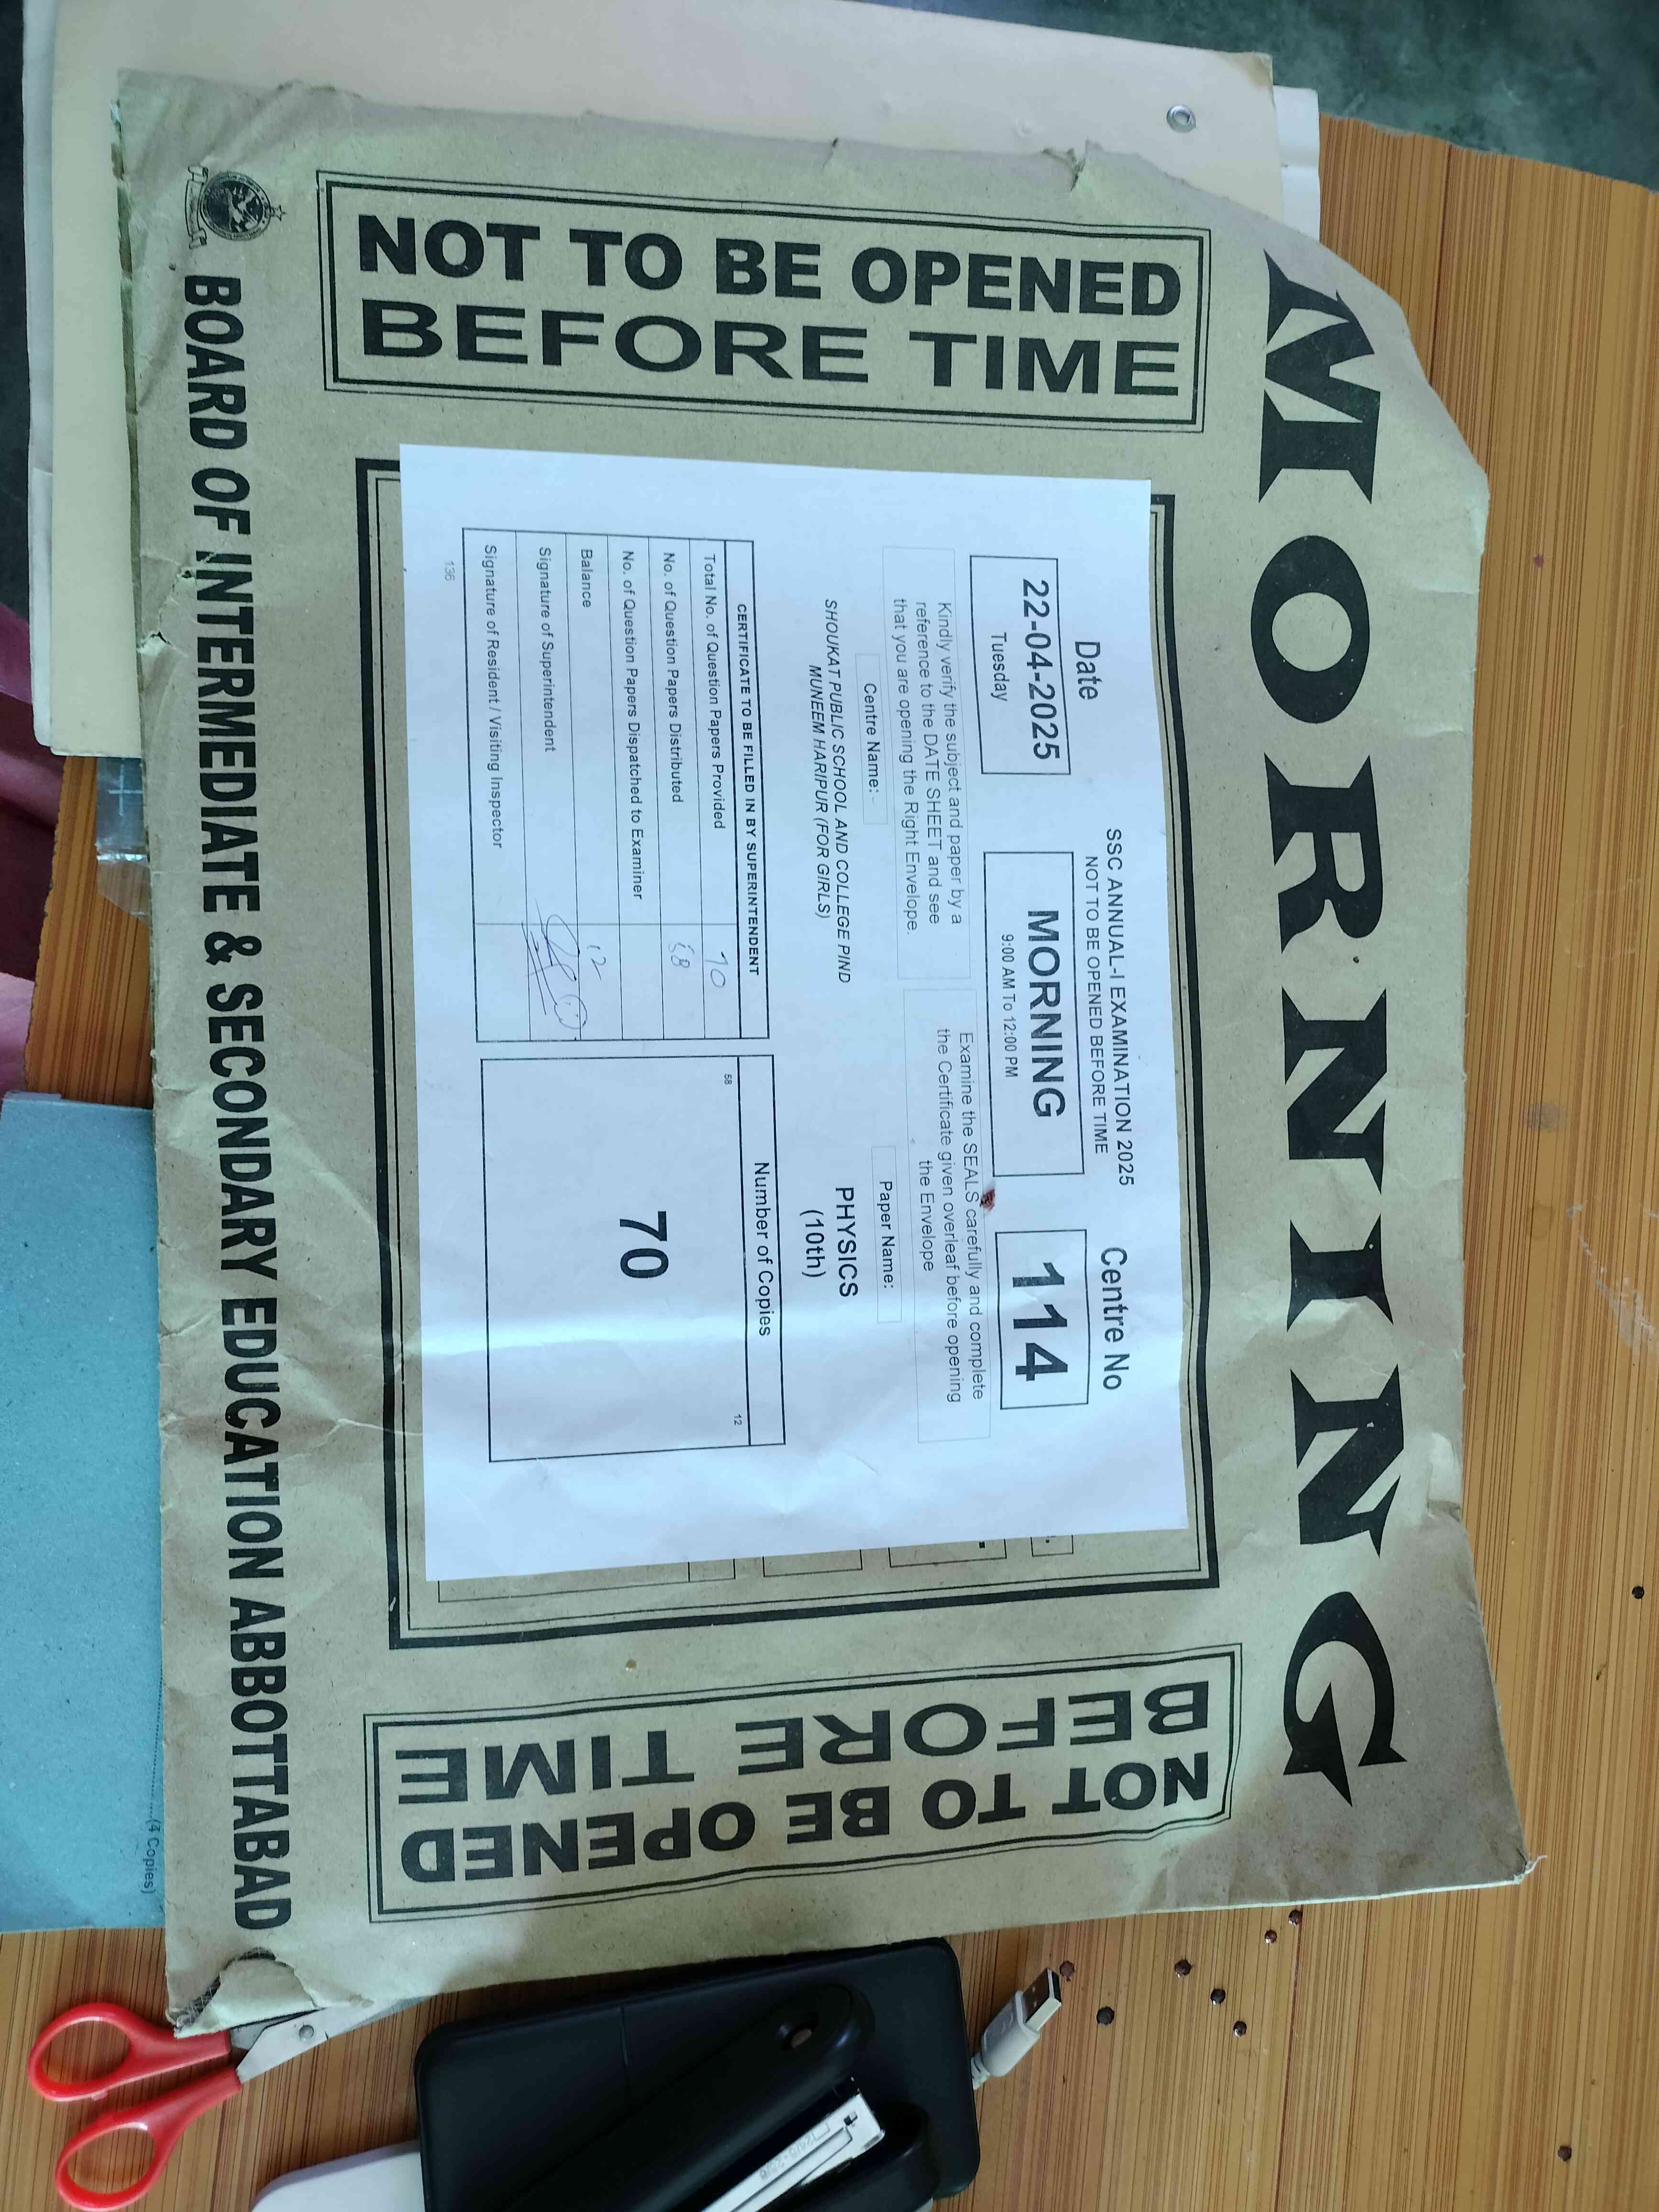 MORNING
NOT TO BE OPENED
BEFORE TIME
Date
22-04-2025
Tuesday
SSC ANNUAL-I EXAMINATION 2025
NOT TO BE OPENED BEFORE TIME
MORNING
9:00 AM To 12:00 PM
Centre No
114
Kindly verify the subject and paper by a
reference to the DATE SHEET and see
that you are opening the Right Envelope.
Examine the SEALS carefully and complete
the Certificate given overleaf before opening
the Envelope
Centre Name:
SHOUKAT PUBLIC SCHOOL AND COLLEGE PIND
MUNEEM HARIPUR (FOR GIRLS)
Paper Name:
PHYSICS
(10th)
CERTIFICATE TO BE FILLED IN BY SUPERINTENDENT
Total No. of Question Papers Provided 70
No. of Question Papers Distributed
No. of Question Papers Dispatched to Examiner
Balance 12
Signature of Superintendent
Signature of Resident / Visiting Inspector
136
Number of Copies
58 12
70
NOT TO BE OPENED
BEFORE TIME
BOARD OF INTERMEDIATE & SECONDARY EDUCATION ABBOTTABAD
(4 Copies)